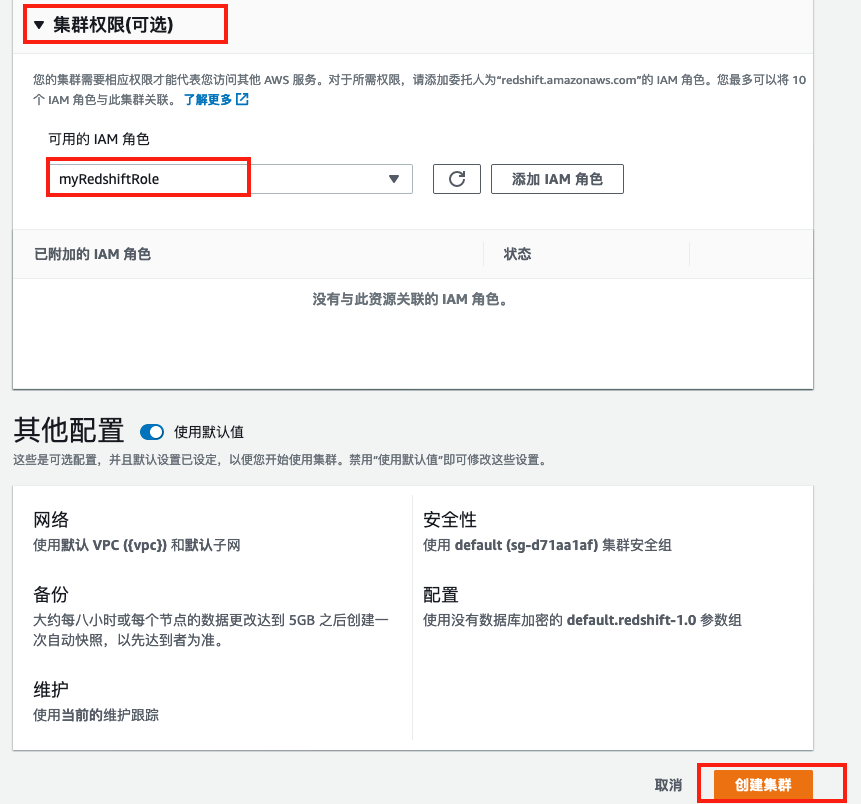 集群权限(可选)
您的集群需要相应权限才能代表您访问其他 AWS 服务。对于所需权限，请添加委托人为“redshift.amazonaws.com”的 IAM 角色。您最多可以将 10
个 IAM 角色与此集群关联。 了解更多
可用的 IAM 角色
myRedshiftRole
添加 IAM 角色
已附加的 IAM 角色 状态
没有与此资源关联的 IAM 角色。
其他配置 使用默认值
这些是可选配置，并且默认设置已设定，以便您开始使用集群。禁用“使用默认值”即可修改这些设置。
网络
使用默认 VPC ({vpc}) 和默认子网
安全性
使用 default (sg-d71aa1af) 集群安全组
备份
大约每八小时或每个节点的数据更改达到 5GB 之后创建一
次自动快照，以先达到者为准。
配置
使用没有数据库加密的 default.redshift-1.0 参数组
维护
使用当前的维护跟踪
取消 创建集群